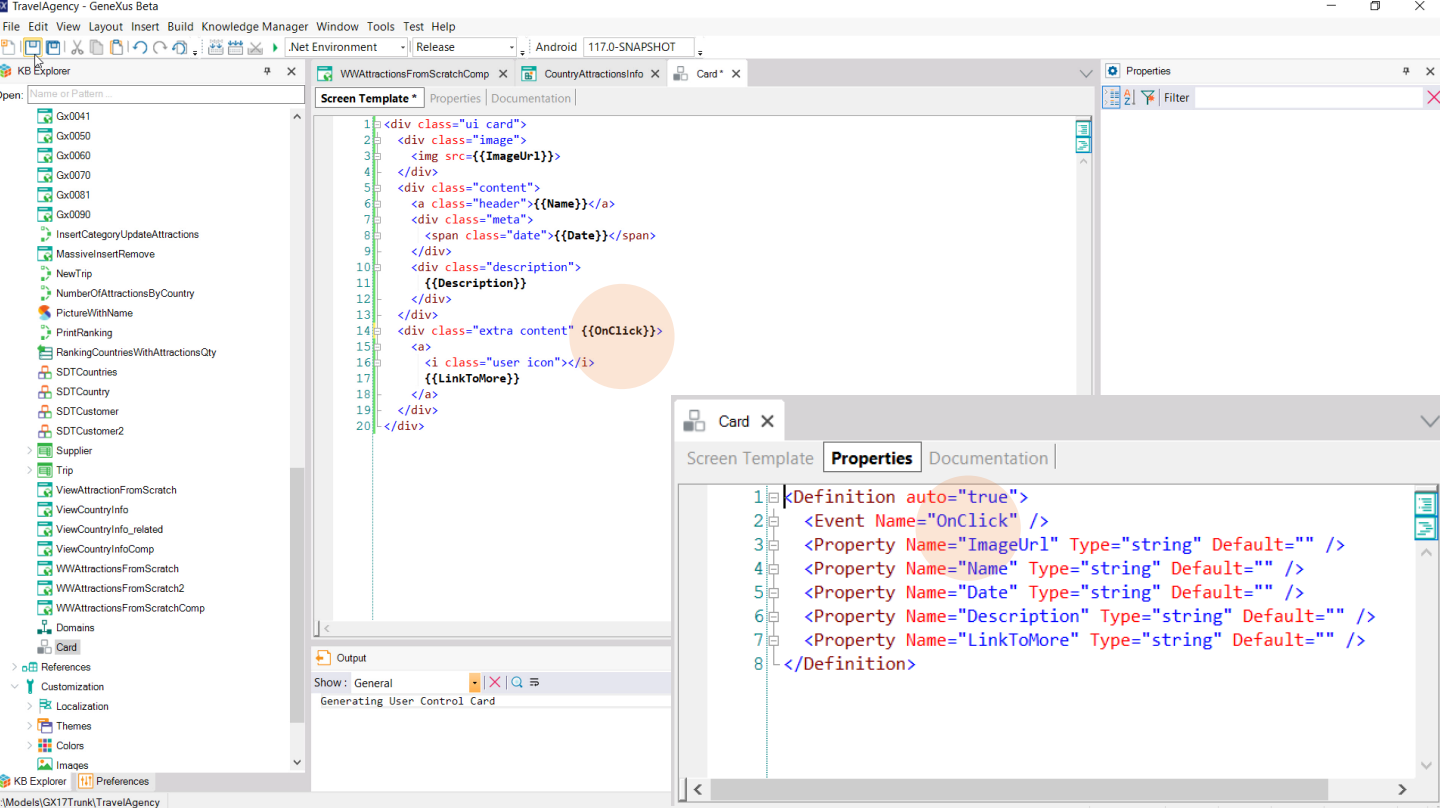 TravelAgency - GeneXus Beta
File Edit View Layout Insert Build Knowledge Manager Window Tools Test Help
.Net Environment Release Android 117.0-SNAPSHOT
KB Explorer
Open: Name or Pattern ...
Gx0041
Gx0050
Gx0060
Gx0070
Gx0081
Gx0090
InsertCategoryUpdateAttractions
MassiveInsertRemove
NewTrip
NumberOfAttractionsByCountry
PictureWithName
PrintRanking
RankingCountriesWithAttractionsQty
SDTCountries
SDTCountry
SDTCustomer
SDTCustomer2
Supplier
Trip
ViewAttractionFromScratch
ViewCountryInfo
ViewCountryInfo_related
ViewCountryInfoComp
WWAttractionsFromScratch
WWAttractionsFromScratch2
WWAttractionsFromScratchComp
Domains
Card
References
Customization
Localization
Themes
Colors
Images
KB Explorer Preferences
:\Models\GX17Trunk\TravelAgency
WWAttractionsFromScratchComp CountryAttractionsInfo Card *
Screen Template * Properties Documentation
1 <div class="ui card">
2 <div class="image">
3 <img src={{ImageUrl}}>
4 </div>
5 <div class="content">
6 <a class="header">{{Name}}</a>
7 <div class="meta">
8 <span class="date">{{Date}}</span>
9 </div>
10 <div class="description">
11 {{Description}}
12 </div>
13 </div>
14 <div class="extra content" {{OnClick}}>
15 <a>
16 <i class="user icon"></i>
17 {{LinkToMore}}
18 </a>
19 </div>
20 </div>
Output
Show : General
Generating User Control Card
Properties
Filter
Card
Screen Template Properties Documentation
1 <Definition auto="true">
2 <Event Name="OnClick" />
3 <Property Name="ImageUrl" Type="string" Default="" />
4 <Property Name="Name" Type="string" Default="" />
5 <Property Name="Date" Type="string" Default="" />
6 <Property Name="Description" Type="string" Default="" />
7 <Property Name="LinkToMore" Type="string" Default="" />
8 </Definition>